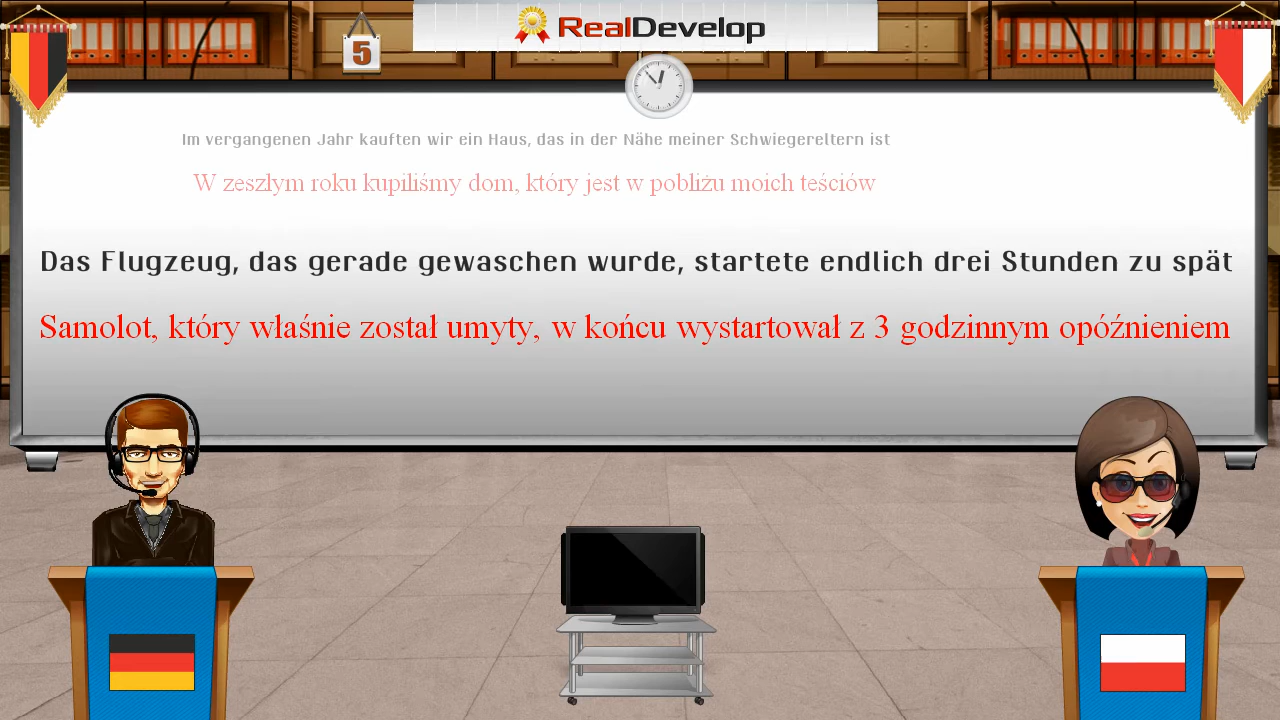 5
RealDevelop
Im vergangenen Jahr kauften wir ein Haus, das in der Nähe meiner Schwiegereltern ist
W zeszlym roku kupiliśmy dom, który jest w pobliżu moich teściów
Das Flugzeug, das gerade gewaschen wurde, startete endlich drei Stunden zu spät
Samolot, który właśnie został umyty, w końcu wystartował z 3 godzinnym opóźnieniem